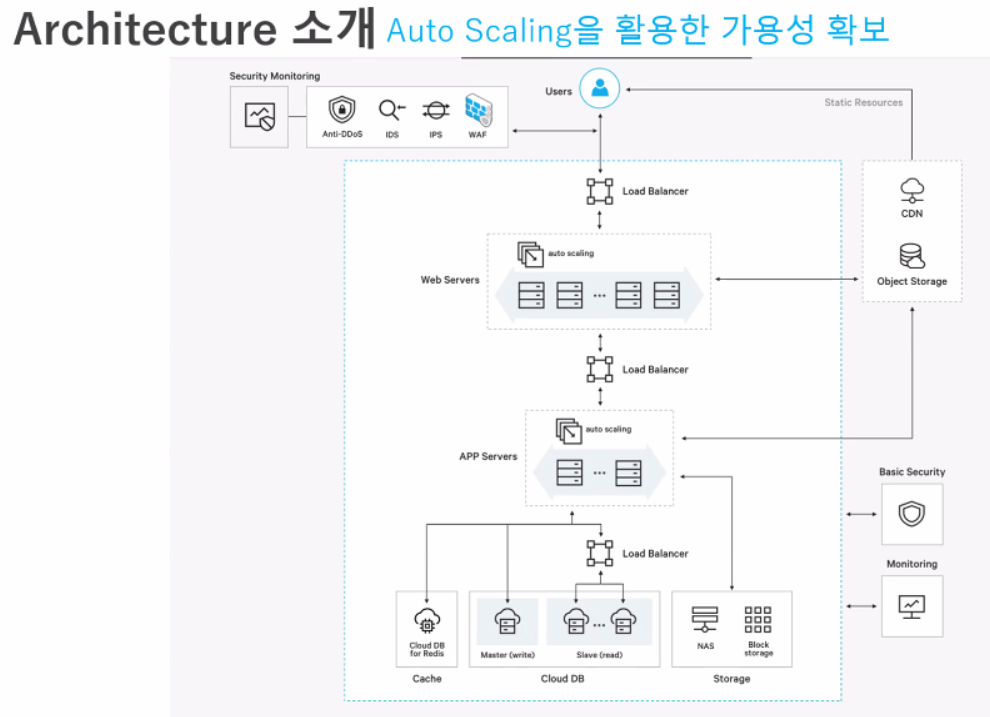 Architecture 소개 Auto Scaling을 활용한 가용성 확보
Security Monitoring
Anti-DDoS
IDS
IPS
WAF
Users
Static Resources
Load Balancer
CDN
Object Storage
auto scaling
Web Servers
Load Balancer
auto scaling
APP Servers
Basic Security
Monitoring
Load Balancer
Cloud DB
for Redis
Master (write)
Slave (read)
NAS
Block
storage
Cache
Cloud DB
Storage